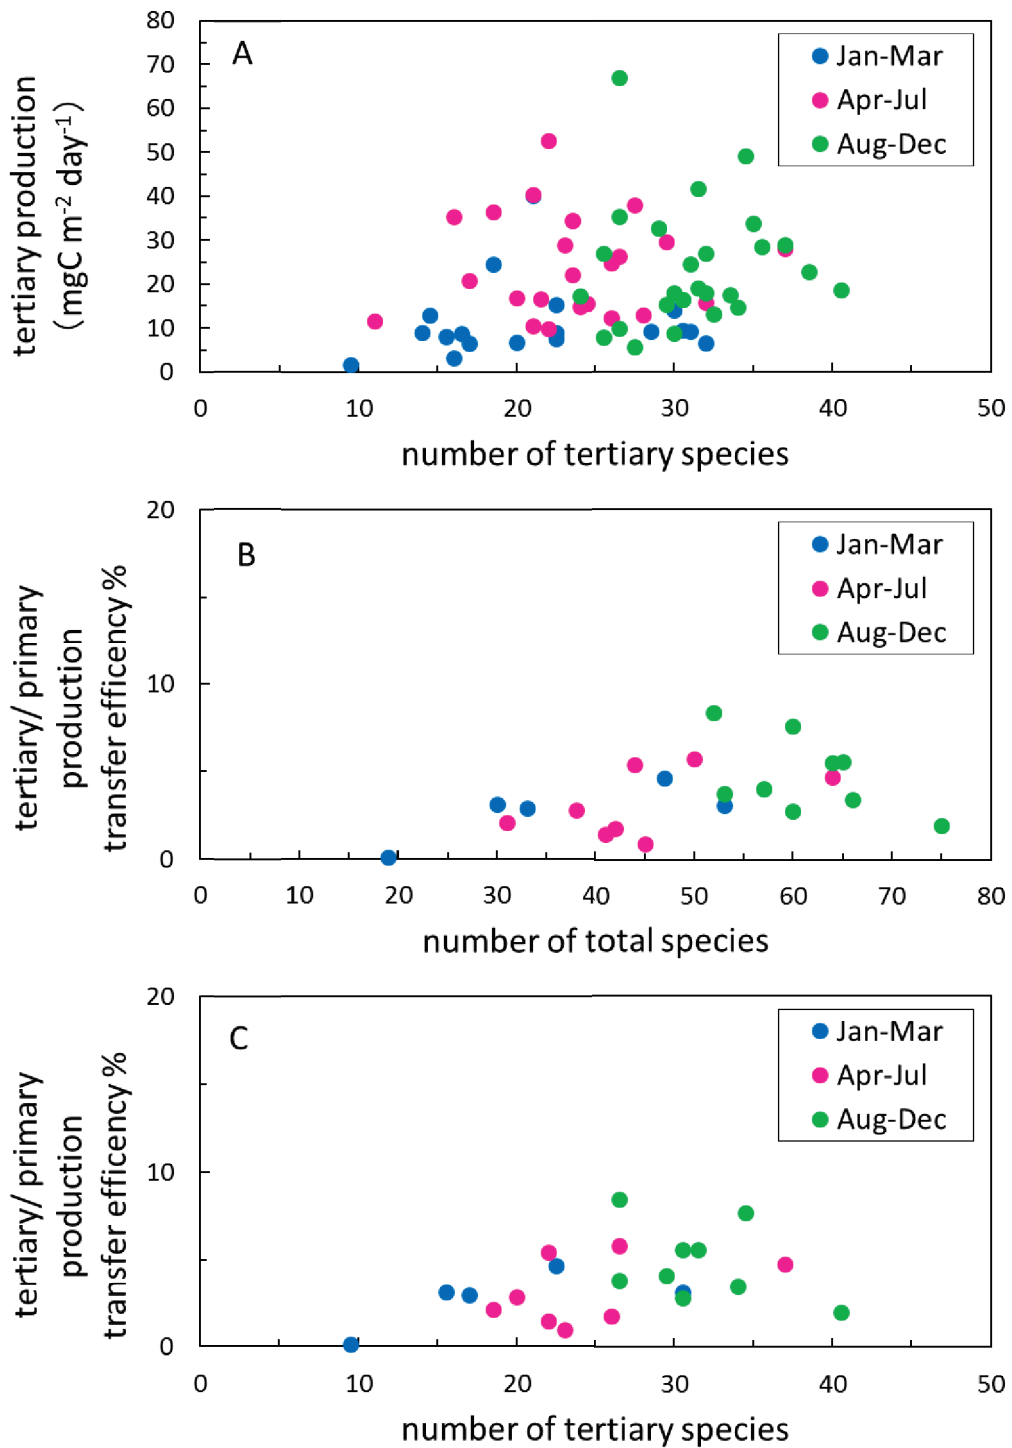 A
Jan-Mar
Apr-Jul
Aug-Dec
tertiary production
(mgC m-2 day-1)
80
70
60
50
40
30
20
10
0
0 10 20 30 40 50
number of tertiary species
B
Jan-Mar
Apr-Jul
Aug-Dec
tertiary/ primary
production
transfer efficency %
20
10
0
0 10 20 30 40 50 60 70 80
number of total species
C
Jan-Mar
Apr-Jul
Aug-Dec
tertiary/ primary
production
transfer efficency %
20
10
0
0 10 20 30 40 50
number of tertiary species